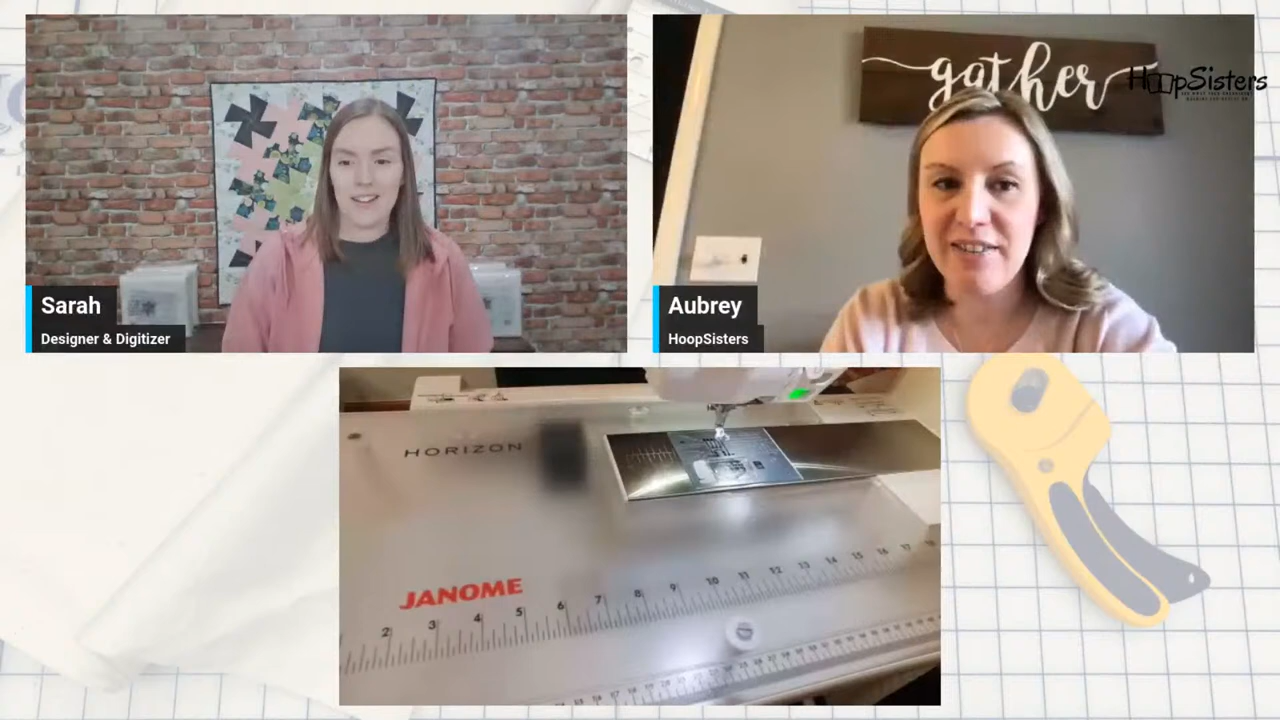 gather
HoopSisters
Sarah
Designer & Digitizer
Aubrey
HoopSisters
HORIZON
JANOME
2 3 4 5 6 7 8 9 10 11 12 13 14 15 16 17 18